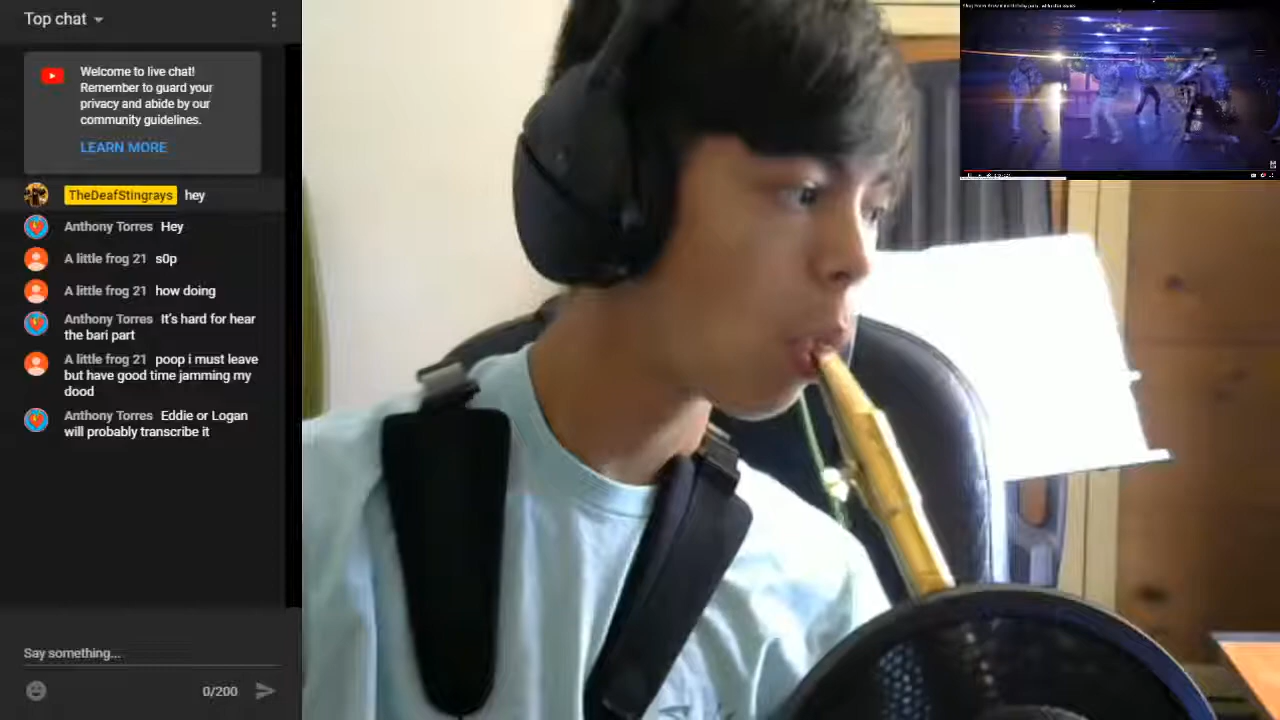 Top chat
Welcome to live chat!
Remember to guard your
privacy and abide by our
community guidelines.
LEARN MORE
TheDeafStingrays hey
Anthony Torres Hey
A little frog 21 s0p
A little frog 21 how doing
Anthony Torres It's hard for hear
the bari part
A little frog 21 poop i must leave
but have good time jamming my
dood
Anthony Torres Eddie or Logan
will probably transcribe it
Say something...
0/200